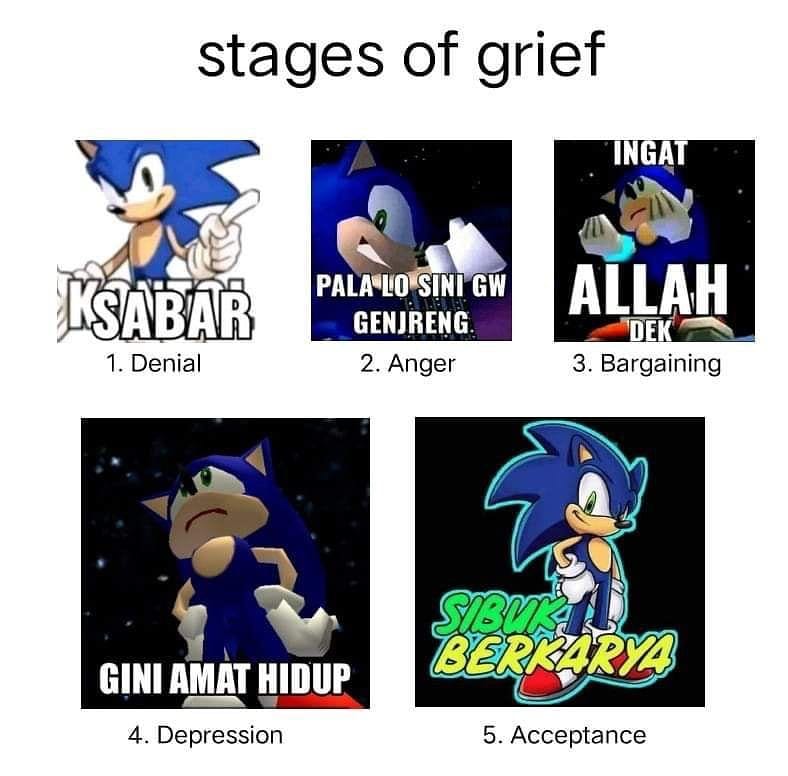 stages of grief
KSABAR
PALA LO SINI GW
GENJRENG.
INGAT
ALLAH
DEK
1. Denial
2. Anger
3. Bargaining
GINI AMAT HIDUP
SIBUK
BERKARYA
4. Depression
5. Acceptance